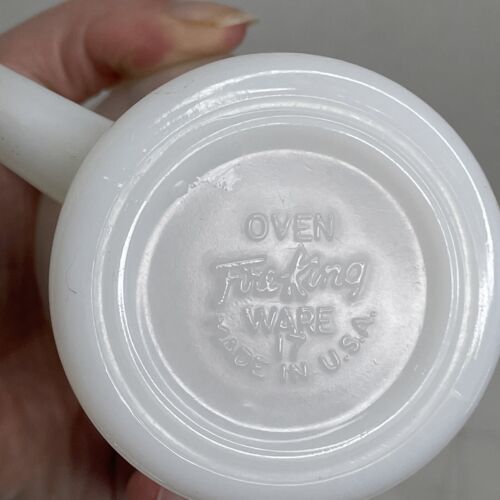 OVEN
Fire-King
WARE
17
MADE IN U.S.A.